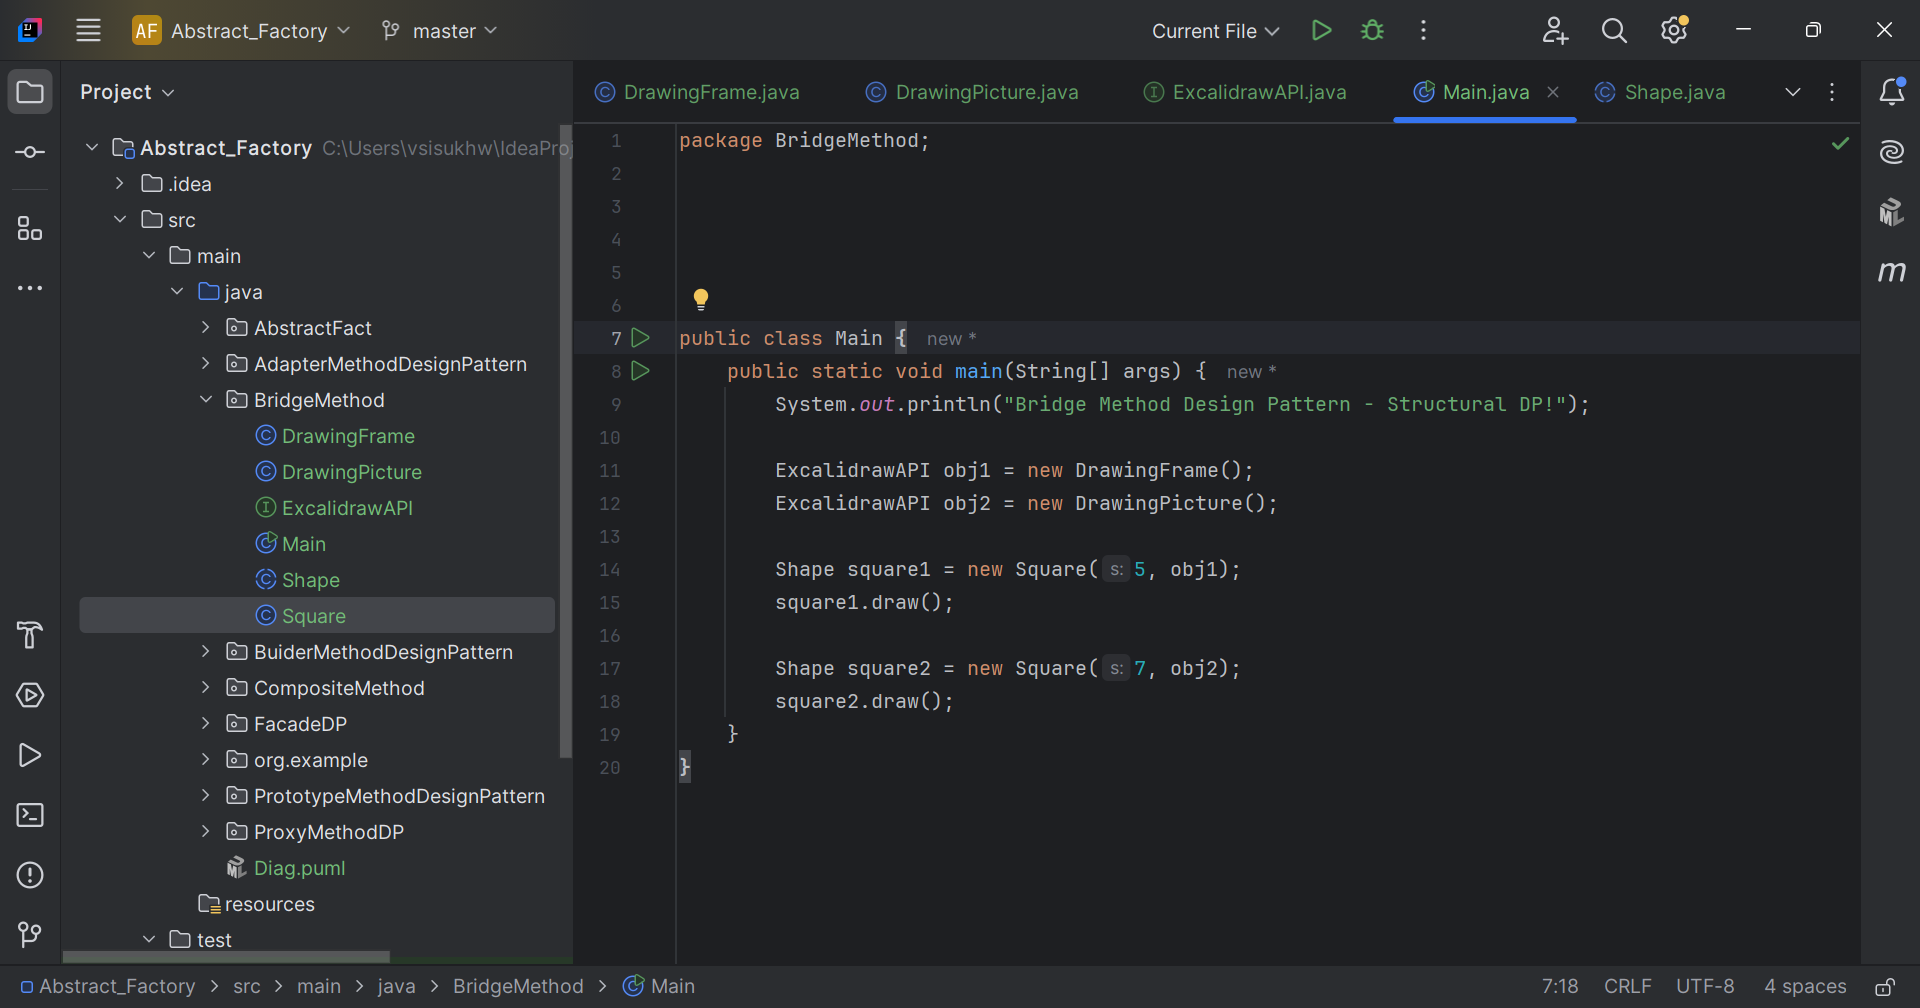 AF Abstract_Factory master Current File
Project
DrawingFrame.java DrawingPicture.java ExcalidrawAPI.java Main.java Shape.java
Abstract_Factory C:\Users\vsisukhw\IdeaProj
.idea
src
main
java
AbstractFact
AdapterMethodDesignPattern
BridgeMethod
DrawingFrame
DrawingPicture
ExcalidrawAPI
Main
Shape
Square
BuiderMethodDesignPattern
CompositeMethod
FacadeDP
org.example
PrototypeMethodDesignPattern
ProxyMethodDP
Diag.puml
resources
test
1 package BridgeMethod;
2
3
4
5
6
7 public class Main { new *
8 public static void main(String[] args) { new *
9 System.out.println("Bridge Method Design Pattern - Structural DP!");
10
11 ExcalidrawAPI obj1 = new DrawingFrame();
12 ExcalidrawAPI obj2 = new DrawingPicture();
13
14 Shape square1 = new Square( s: 5, obj1);
15 square1.draw();
16
17 Shape square2 = new Square( s: 7, obj2);
18 square2.draw();
19 }
20 }
Abstract_Factory > src > main > java > BridgeMethod > Main 7:18 CRLF UTF-8 4 spaces